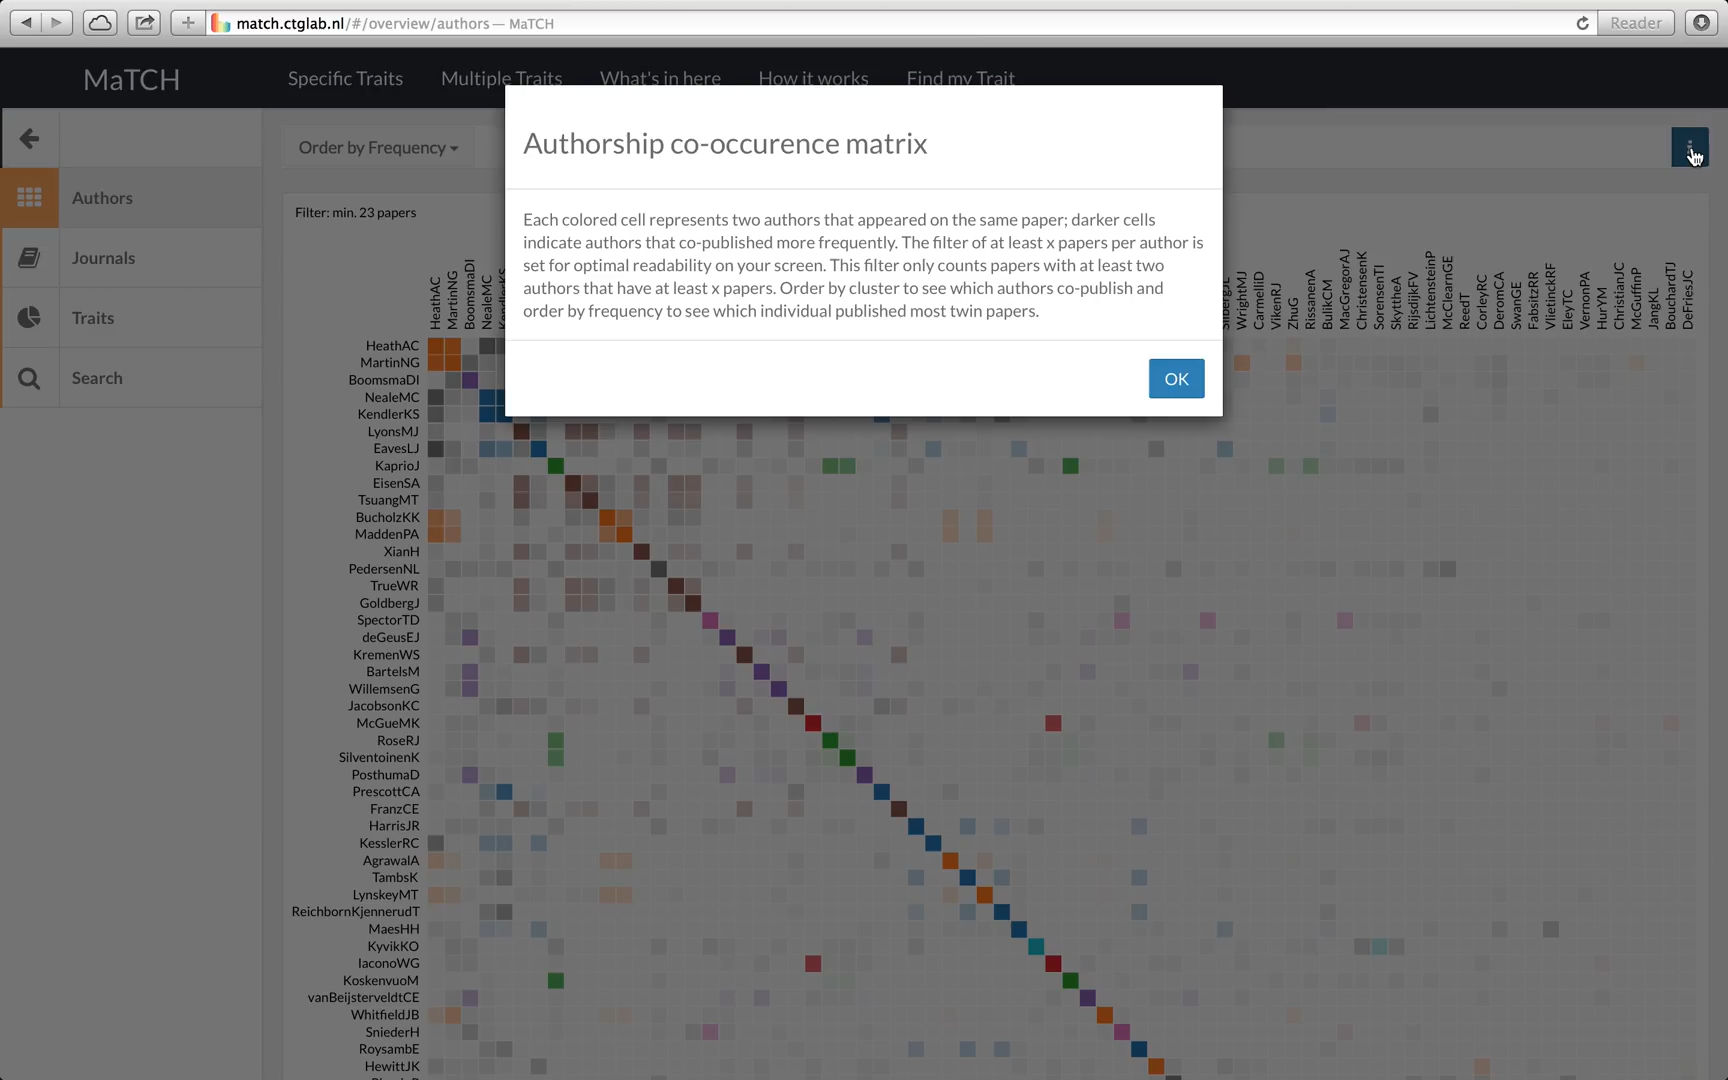 match.ctglab.nl/#/overview/authors — MaTCH
Reader
MaTCH
Specific Traits
Multiple Traits
What's in here
How it works
Find my Trait
Authors
Journals
Traits
Search
Order by Frequency
Filter: min. 23 papers
Authorship co-occurence matrix
Each colored cell represents two authors that appeared on the same paper; darker cells
indicate authors that co-published more frequently. The filter of at least x papers per author is
set for optimal readability on your screen. This filter only counts papers with at least two
authors that have at least x papers. Order by cluster to see which authors co-publish and
order by frequency to see which individual published most twin papers.
OK
HeathAC
MartinNG
BoomsmaDI
NealeMC
WrightMJ
CarmelliD
VikenRJ
ZhuG
RissanenA
BulikCM
MacGregorAJ
ChristensenK
SorensenTI
SkytheA
RijsdijkFV
LichtensteinP
McClearnGE
ReedT
CorleyRC
DeromCA
SwanGE
FabsitzRR
VlietinckRF
EleyTC
VernonPA
HurYM
ChristianJC
McGuffinP
JangKL
BouchardTJ
DeFriesJC
HeathAC
MartinNG
BoomsmaDI
NealeMC
KendlerKS
LyonsMJ
EavesLJ
KaprioJ
EisenSA
TsuangMT
BucholzKK
MaddenPA
XianH
PedersenNL
TrueWR
GoldbergJ
SpectorTD
deGeusEJ
KremenWS
BartelsM
WillemsenG
JacobsonKC
McGueMK
RoseRJ
SilventoinenK
PosthumaD
PrescottCA
FranzCE
HarrisJR
KesslerRC
AgrawalA
TambsK
LynskeyMT
ReichbornKjennerudT
MaesHH
KyvikKO
IaconoWG
KoskenvuoM
vanBeijsterveldtCE
WhitfieldJB
SniederH
RoysambE
HewittJK